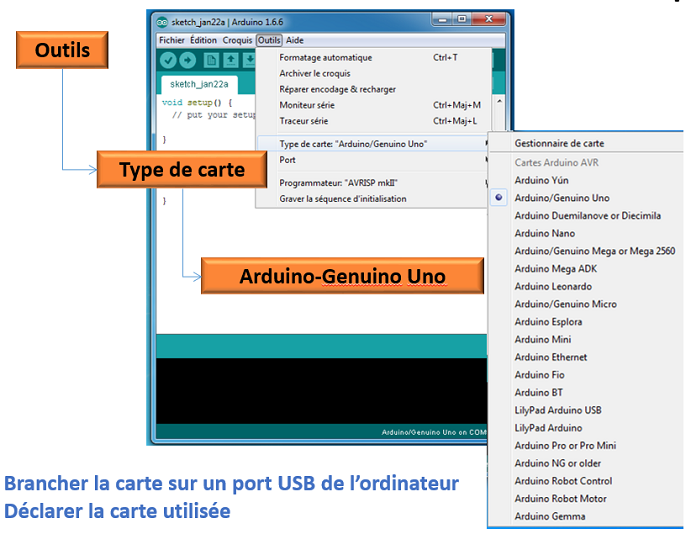 Outils
sketch_jan22a | Arduino 1.6.6
Fichier Édition Croquis Outils Aide
sketch_jan22a
void setup() {
// put your setup
}
}
Formatage automatique Ctrl+T
Archiver le croquis
Réparer encodage & recharger
Moniteur série Ctrl+Maj+M
Traceur série Ctrl+Maj+L
Type de carte: "Arduino/Genuino Uno"
Port
Programmateur: "AVRISP mkII"
Graver la séquence d'initialisation
Type de carte
Arduino-Genuino Uno
Gestionnaire de carte
Cartes Arduino AVR
Arduino Yún
Arduino/Genuino Uno
Arduino Duemilanove or Diecimila
Arduino Nano
Arduino/Genuino Mega or Mega 2560
Arduino Mega ADK
Arduino Leonardo
Arduino/Genuino Micro
Arduino Esplora
Arduino Mini
Arduino Ethernet
Arduino Fio
Arduino BT
LilyPad Arduino USB
LilyPad Arduino
Arduino Pro or Pro Mini
Arduino NG or older
Arduino Robot Control
Arduino Robot Motor
Arduino Gemma
Arduino/Genuino Uno on COM
Brancher la carte sur un port USB de l'ordinateur
Déclarer la carte utilisée